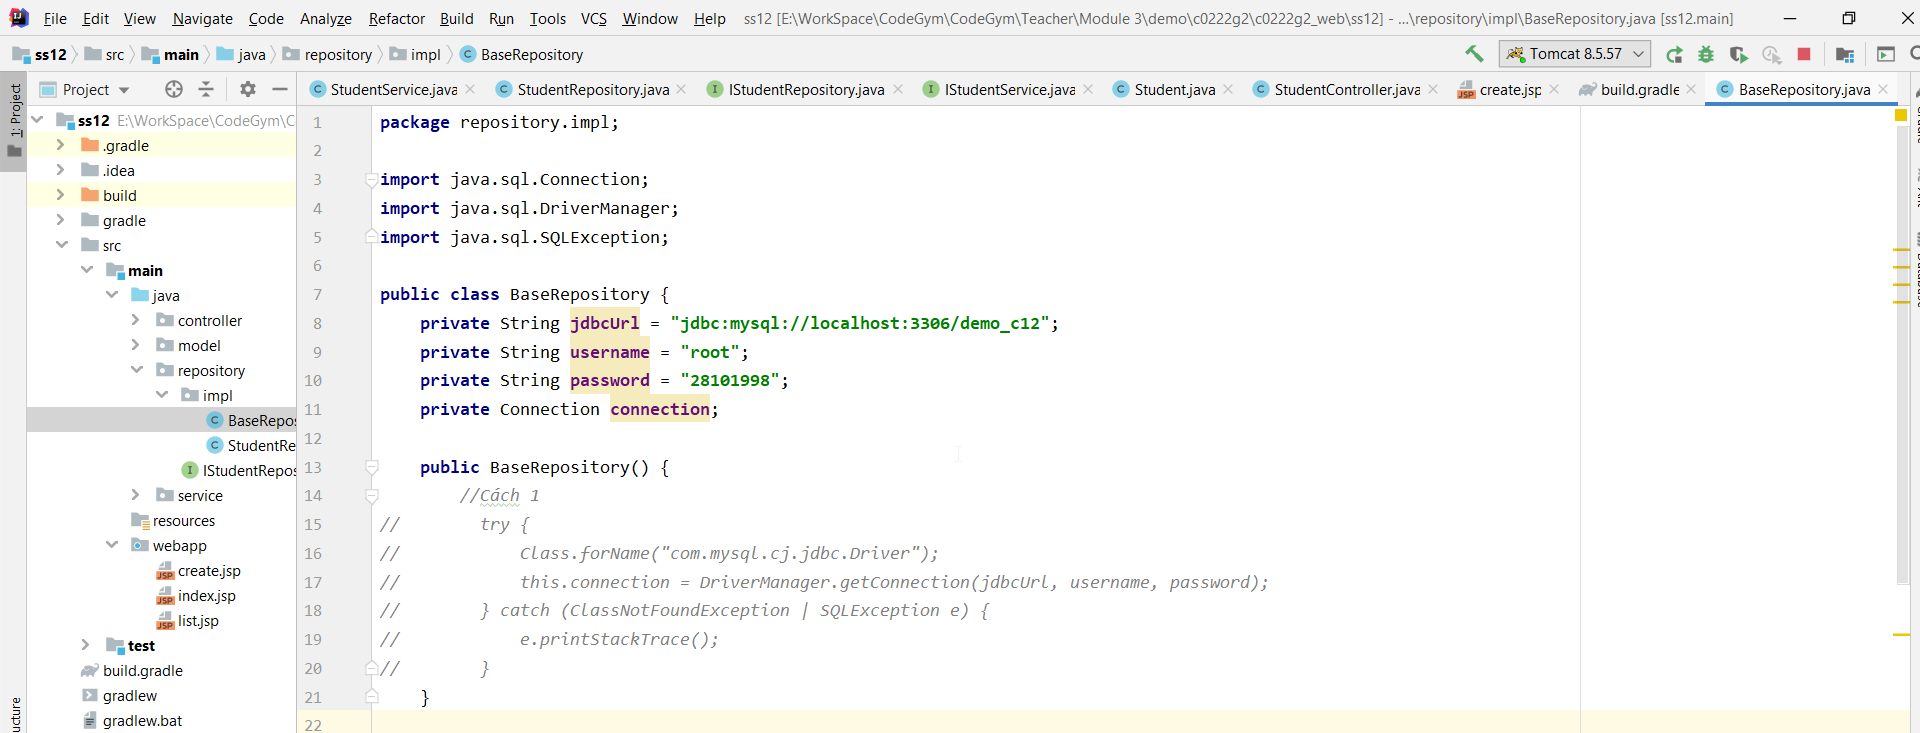 File Edit View Navigate Code Analyze Refactor Build Run Tools VCS Window Help ss12 [E:\WorkSpace\CodeGym\CodeGym\Teacher\Module 3\demo\c0222g2\c0222g2_web\ss12] - ...\repository\impl\BaseRepository.java [ss12.main]
ss12 src main java repository impl BaseRepository Tomcat 8.5.57
Project StudentService.java StudentRepository.java IStudentRepository.java IStudentService.java Student.java StudentController.java create.jsp build.gradle BaseRepository.java
1: Project
ss12 E:\WorkSpace\CodeGym\C
.gradle
.idea
build
gradle
src
main
java
controller
model
repository
impl
BaseRepos
StudentRe
IStudentRepos
service
resources
webapp
create.jsp
index.jsp
list.jsp
test
build.gradle
gradlew
gradlew.bat
ucture
1 package repository.impl;
2
3 import java.sql.Connection;
4 import java.sql.DriverManager;
5 import java.sql.SQLException;
6
7 public class BaseRepository {
8 private String jdbcUrl = "jdbc:mysql://localhost:3306/demo_c12";
9 private String username = "root";
10 private String password = "28101998";
11 private Connection connection;
12
13 public BaseRepository() {
14 //Cách 1
15 // try {
16 // Class.forName("com.mysql.cj.jdbc.Driver");
17 // this.connection = DriverManager.getConnection(jdbcUrl, username, password);
18 // } catch (ClassNotFoundException | SQLException e) {
19 // e.printStackTrace();
20 // }
21 }
22